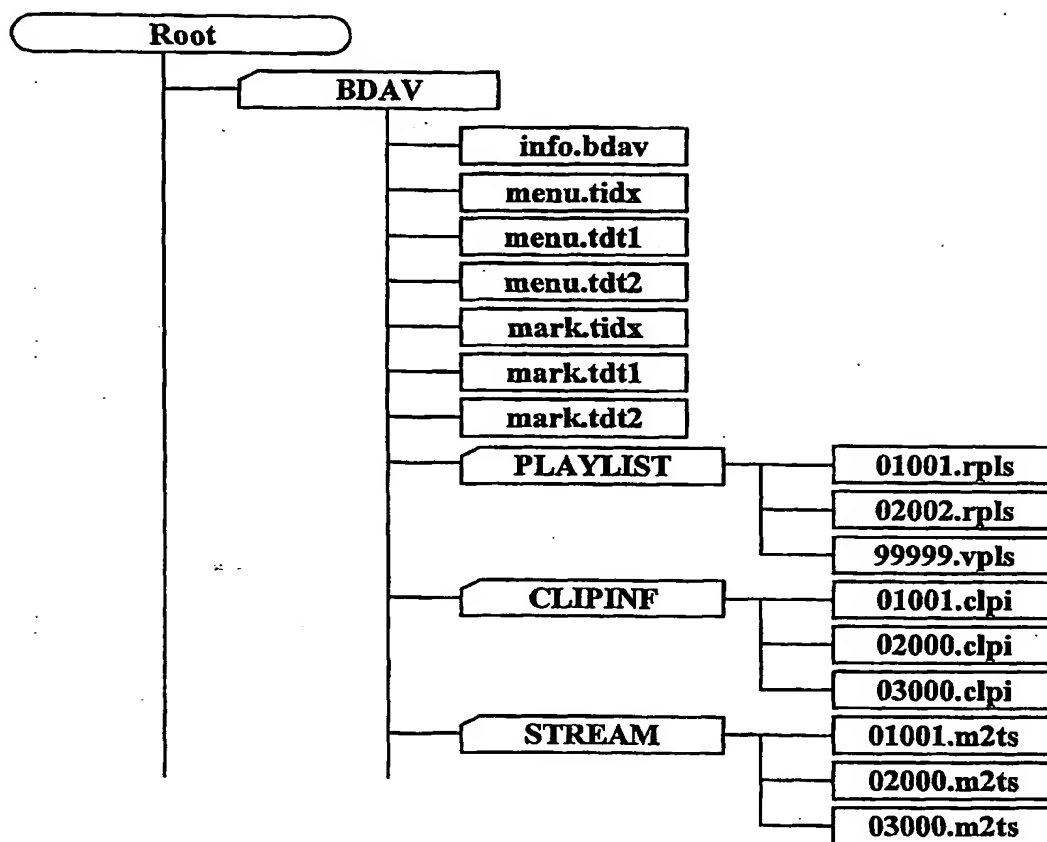 Root
BDAV
info.bdav
menu.tidx
menu.tdt1
menu.tdt2
mark.tidx
mark.tdt1
mark.tdt2
PLAYLIST
01001.rpls
02002.rpls
99999.vpls
CLIPINF
01001.clpi
02000.clpi
03000.clpi
STREAM
01001.m2ts
02000.m2ts
03000.m2ts